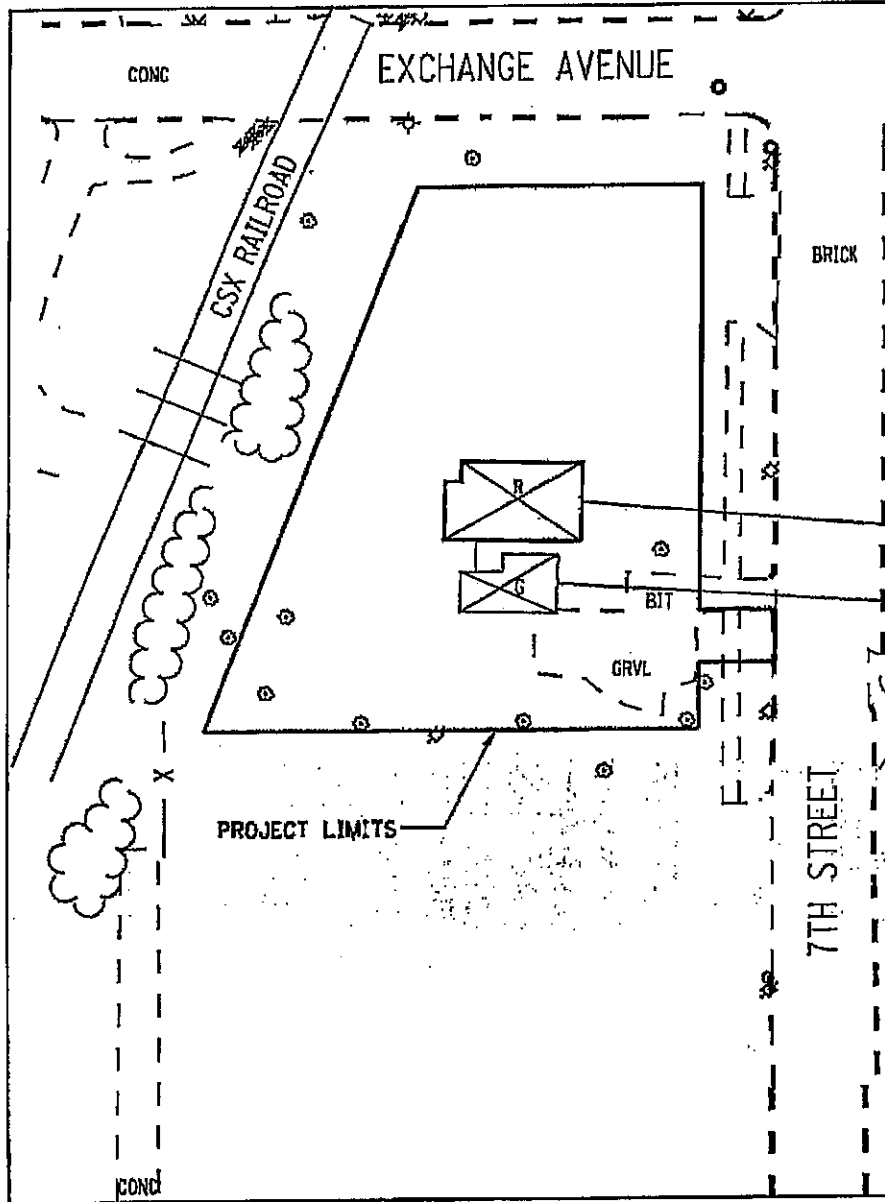 CONC
EXCHANGE AVENUE
CSX RAILROAD
BRICK
R
G
BIT
GRVL
X
PROJECT LIMITS
7TH STREET
CONC